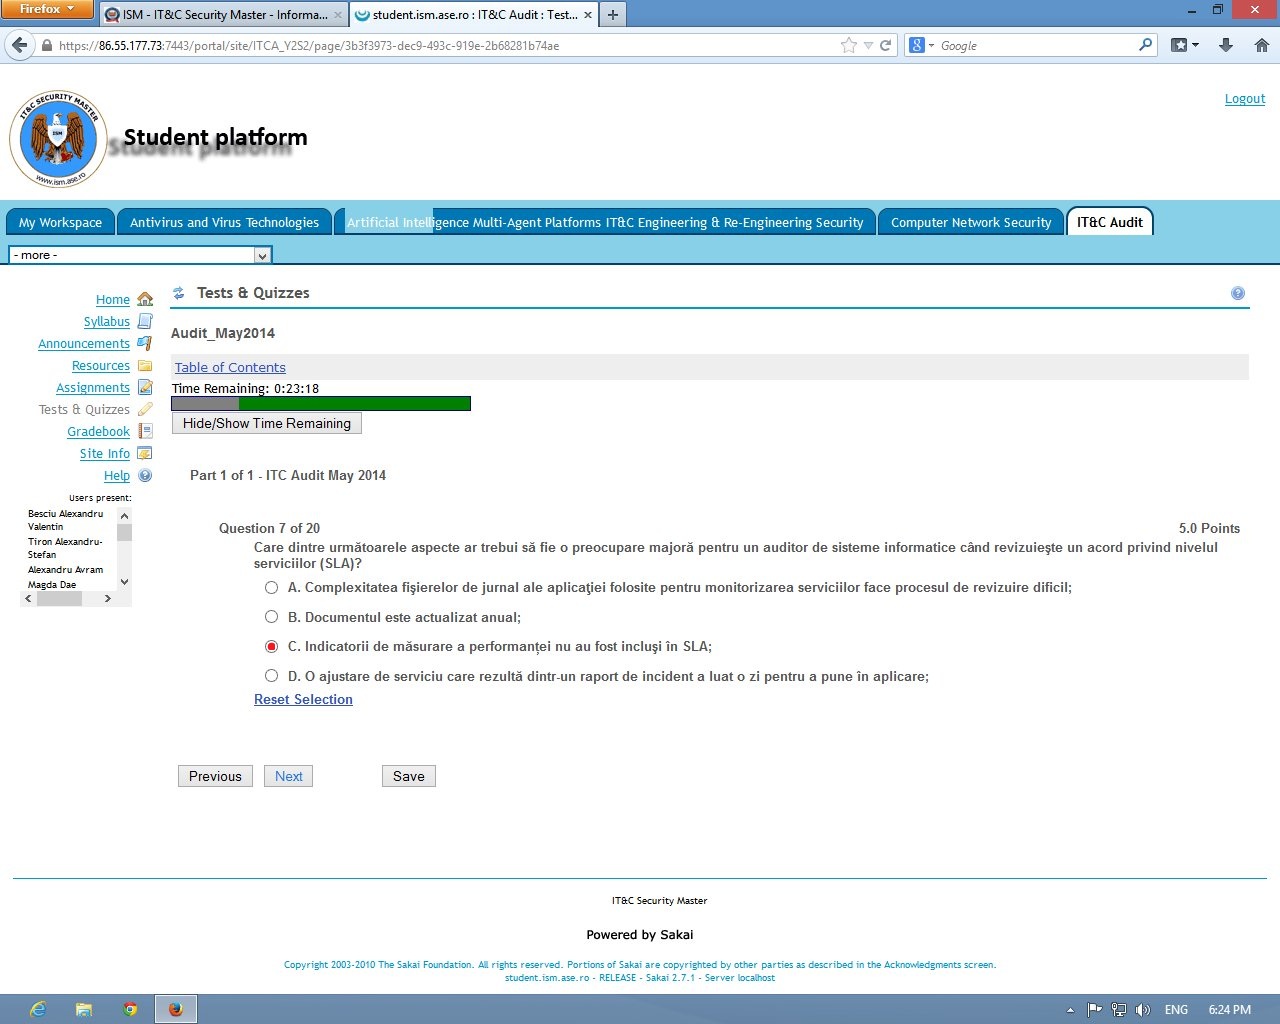 Firefox
ISM - IT&C Security Master - Informa...
student.ism.ase.ro : IT&C Audit : Test...
https://86.55.177.73:7443/portal/site/ITCA_Y2S2/page/3b3f3973-dec9-493c-919e-2b68281b74ae
Google
Logout
IT&C SECURITY MASTER
ISM
www.ism.ase.ro
Student platform
My Workspace
Antivirus and Virus Technologies
Artificial Intelligence Multi-Agent Platforms IT&C Engineering & Re-Engineering Security
Computer Network Security
IT&C Audit
- more -
Home
Syllabus
Announcements
Resources
Assignments
Tests & Quizzes
Gradebook
Site Info
Help
Users present:
Besciu Alexandru
Valentin
Tiron Alexandru-
Stefan
Alexandru Avram
Magda Dae
Tests & Quizzes
Audit_May2014
Table of Contents
Time Remaining: 0:23:18
Hide/Show Time Remaining
Part 1 of 1 - ITC Audit May 2014
Question 7 of 20
5.0 Points
Care dintre următoarele aspecte ar trebui să fie o preocupare majoră pentru un auditor de sisteme informatice când revizuieşte un acord privind nivelul
serviciilor (SLA)?
A. Complexitatea fişierelor de jurnal ale aplicaţiei folosite pentru monitorizarea serviciilor face procesul de revizuire dificil;
B. Documentul este actualizat anual;
C. Indicatorii de măsurare a performanței nu au fost incluşi în SLA;
D. O ajustare de serviciu care rezultă dintr-un raport de incident a luat o zi pentru a pune în aplicare;
Reset Selection
Previous
Next
Save
IT&C Security Master
Powered by Sakai
Copyright 2003-2010 The Sakai Foundation. All rights reserved. Portions of Sakai are copyrighted by other parties as described in the Acknowledgments screen.
student.ism.ase.ro - RELEASE - Sakai 2.7.1 - Server localhost
ENG
6:24 PM